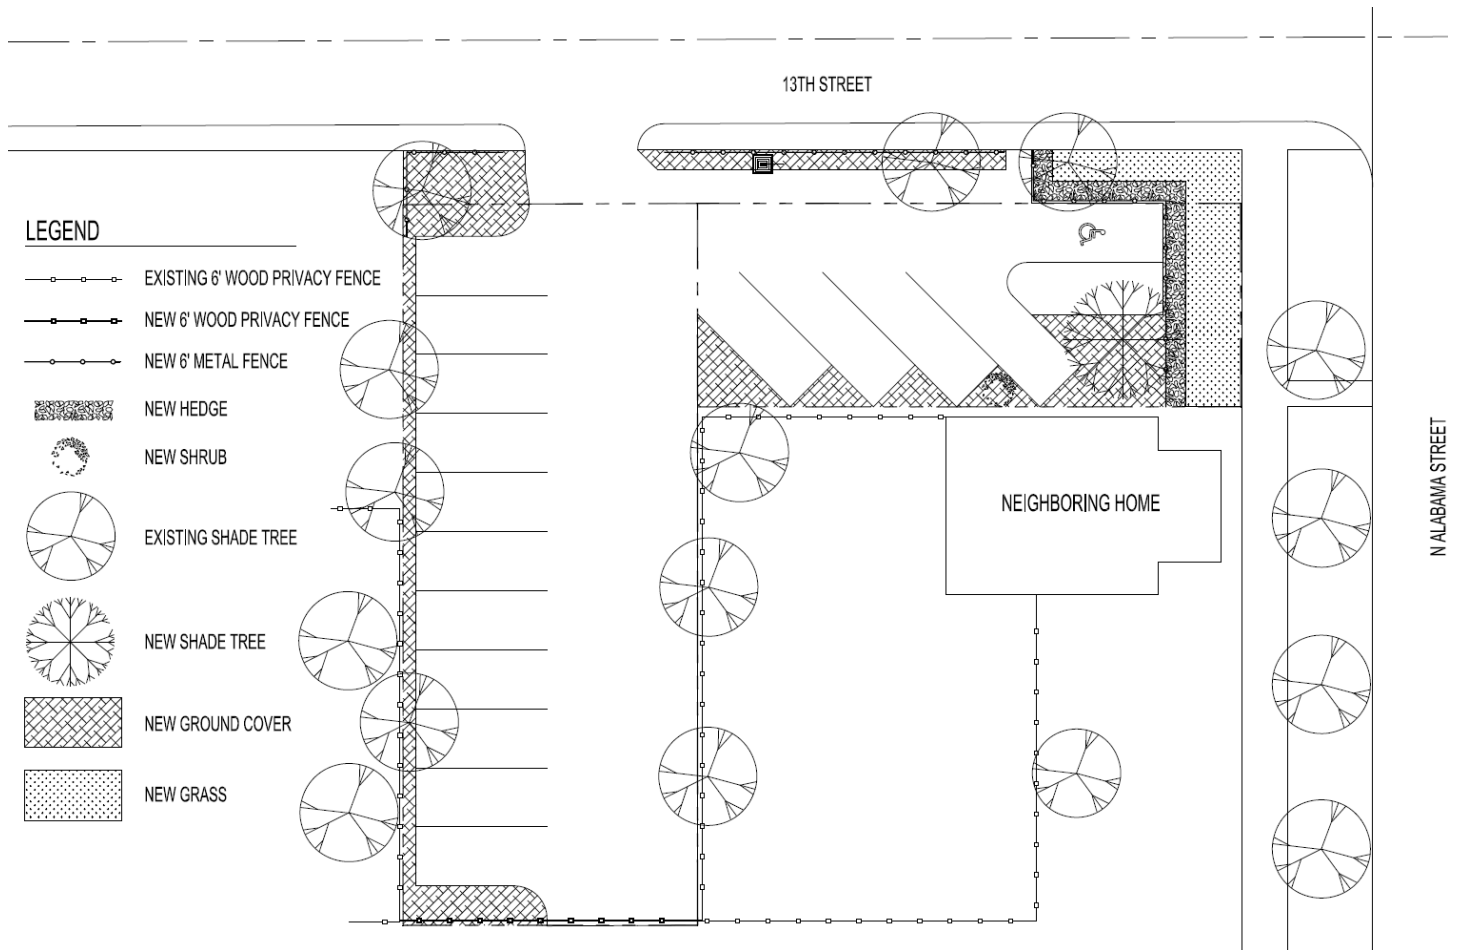 13TH STREET
LEGEND
EXISTING 6' WOOD PRIVACY FENCE
NEW 6' WOOD PRIVACY FENCE
NEW 6' METAL FENCE
NEW HEDGE
NEW SHRUB
EXISTING SHADE TREE
NEW SHADE TREE
NEW GROUND COVER
NEW GRASS
NEIGHBORING HOME
N ALABAMA STREET